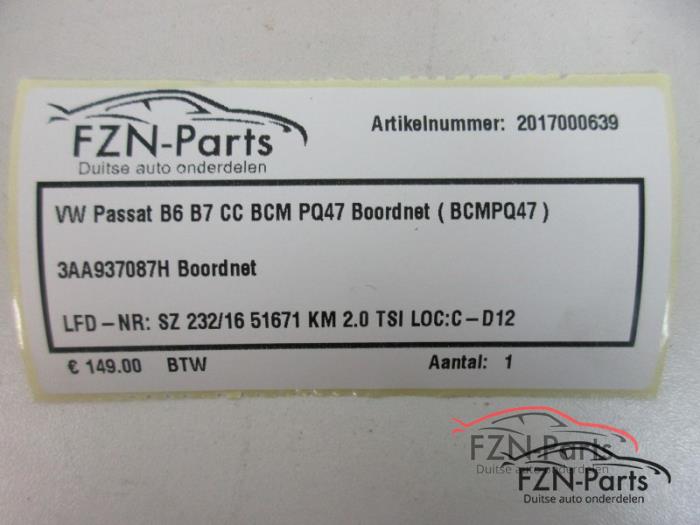 FZN-Parts
Duitse auto onderdelen
Artikelnummer: 2017000639
VW Passat B6 B7 CC BCM PQ47 Boordnet ( BCMPQ47 )
3AA937087H Boordnet
LFD-NR: SZ 232/16 51671 KM 2.0 TSI LOC:C-D12
€ 149.00 BTW
Aantal: 1
FZN-Parts
Duitse auto onderdelen
FZN-Parts
Duitse auto onderdelen